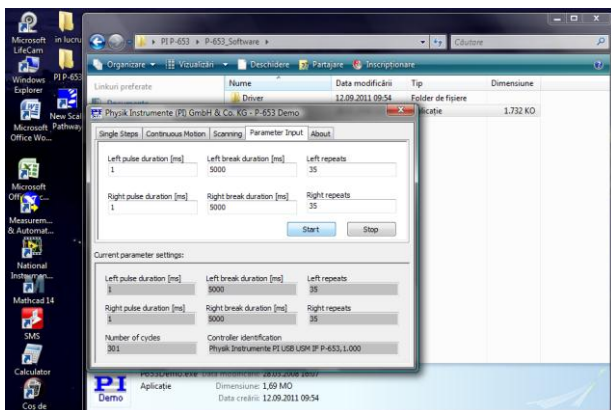 Microsoft
LifeCam
in lucru
Windows
Explorer
PI P-653
Microsoft
Office Wo...
New Scal
Pathway
Microsoft
Measurem...
& Automat...
National
Mathcad 14
SMS
Calculator
Cos de
PI P-653 P-653_Software
Căutare
Organizare Vizualizări Deschidere Partajare Inscripționare
Linkuri preferate
Nume Data modificării Tip Dimensiune
Driver 12.09.2011 09:54 Folder de fișiere
1.732 KO
Physik Instrumente (PI) GmbH & Co. KG - P-653 Demo
Single Steps Continuous Motion Scanning Parameter Input About
Left pulse duration [ms] Left break duration [ms] Left repeats
1 5000 35
Right pulse duration [ms] Right break duration [ms] Right repeats
1 5000 35
Start Stop
Current parameter settings:
Left pulse duration [ms] Left break duration [ms] Left repeats
1 5000 35
Right pulse duration [ms] Right break duration [ms] Right repeats
1 5000 35
Number of cycles Controller identification
301 Physik Instrumente PI USB USM IF P-653,1.000
PI
Demo
Aplicație Dimensiune: 1,69 MO
Data creării: 12.09.2011 09:54